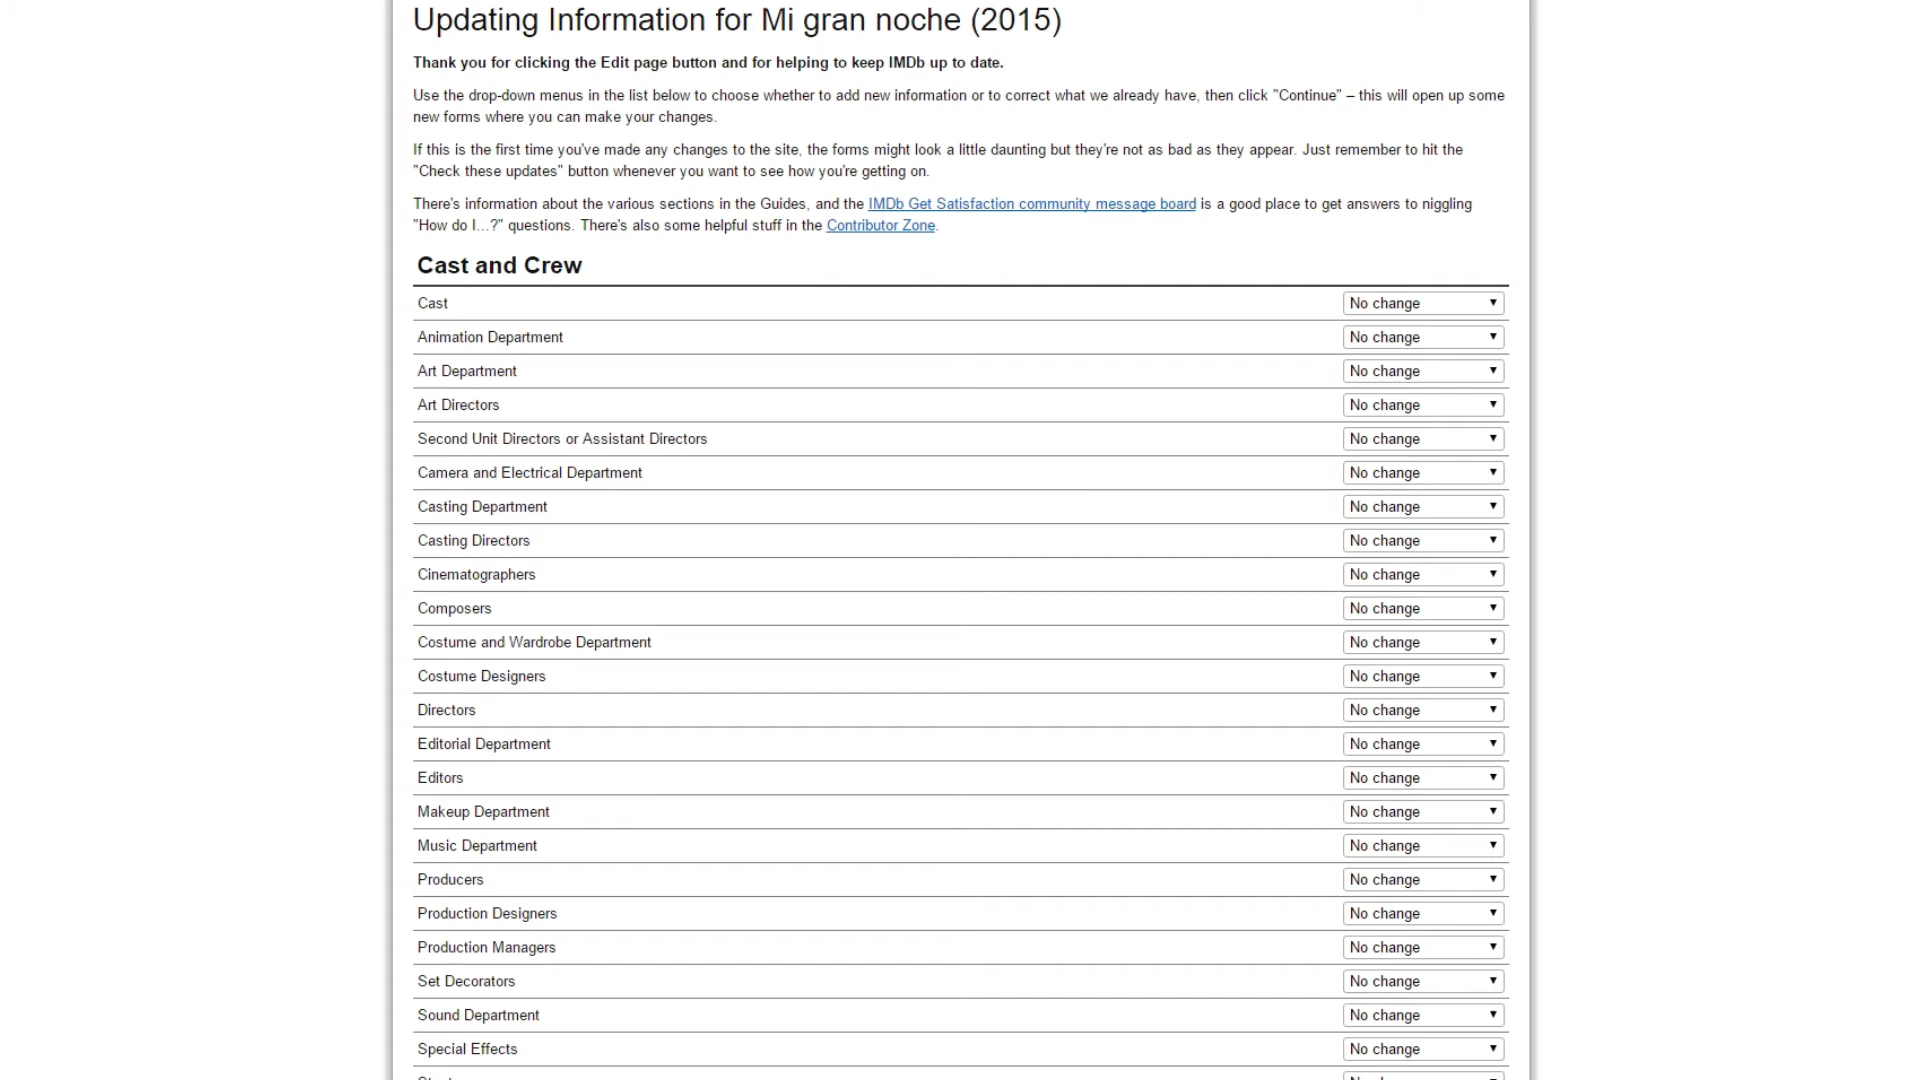 Updating Information for Mi gran noche (2015)
Thank you for clicking the Edit page button and for helping to keep IMDb up to date.
Use the drop-down menus in the list below to choose whether to add new information or to correct what we already have, then click "Continue" – this will open up some
new forms where you can make your changes.
If this is the first time you've made any changes to the site, the forms might look a little daunting but they're not as bad as they appear. Just remember to hit the
"Check these updates" button whenever you want to see how you're getting on.
There's information about the various sections in the Guides, and the IMDb Get Satisfaction community message board is a good place to get answers to niggling
"How do I...?" questions. There's also some helpful stuff in the Contributor Zone.
Cast and Crew
Cast No change
Animation Department No change
Art Department No change
Art Directors No change
Second Unit Directors or Assistant Directors No change
Camera and Electrical Department No change
Casting Department No change
Casting Directors No change
Cinematographers No change
Composers No change
Costume and Wardrobe Department No change
Costume Designers No change
Directors No change
Editorial Department No change
Editors No change
Makeup Department No change
Music Department No change
Producers No change
Production Designers No change
Production Managers No change
Set Decorators No change
Sound Department No change
Special Effects No change